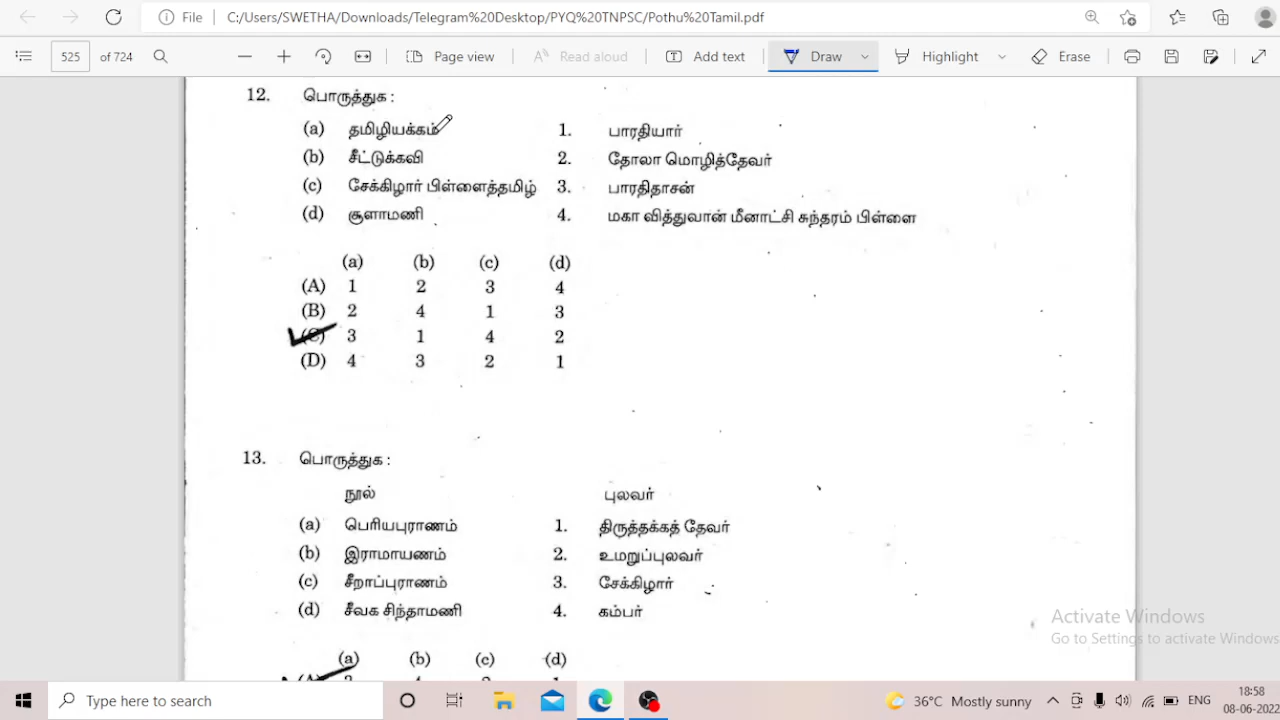 File C:/Users/SWETHA/Downloads/Telegram%20Desktop/PYQ%20TNPSC/Pothu%20Tamil.pdf
525 of 724 Page view Read aloud Add text Draw Highlight Erase
12. பொருத்துக :
(a) தமிழியக்கம் 1. பாரதியார்
(b) சீட்டுக்கவி 2. தோலா மொழித்தேவர்
(c) சேக்கிழார் பிள்ளைத்தமிழ் 3. பாரதிதாசன்
(d) சூளாமணி 4. மகா வித்துவான் மீனாட்சி சுந்தரம் பிள்ளை
(a) (b) (c) (d)
(A) 1 2 3 4
(B) 2 4 1 3
(C) 3 1 4 2
(D) 4 3 2 1
13. பொருத்துக :
நூல் புலவர்
(a) பெரியபுராணம் 1. திருத்தக்கத் தேவர்
(b) இராமாயணம் 2. உமறுப்புலவர்
(c) சீறாப்புராணம் 3. சேக்கிழார்
(d) சீவக சிந்தாமணி 4. கம்பர்
(a) (b) (c) (d)
Activate Windows
Go to Settings to activate Windows
Type here to search 36°C Mostly sunny ENG 18:58
08-06-2022